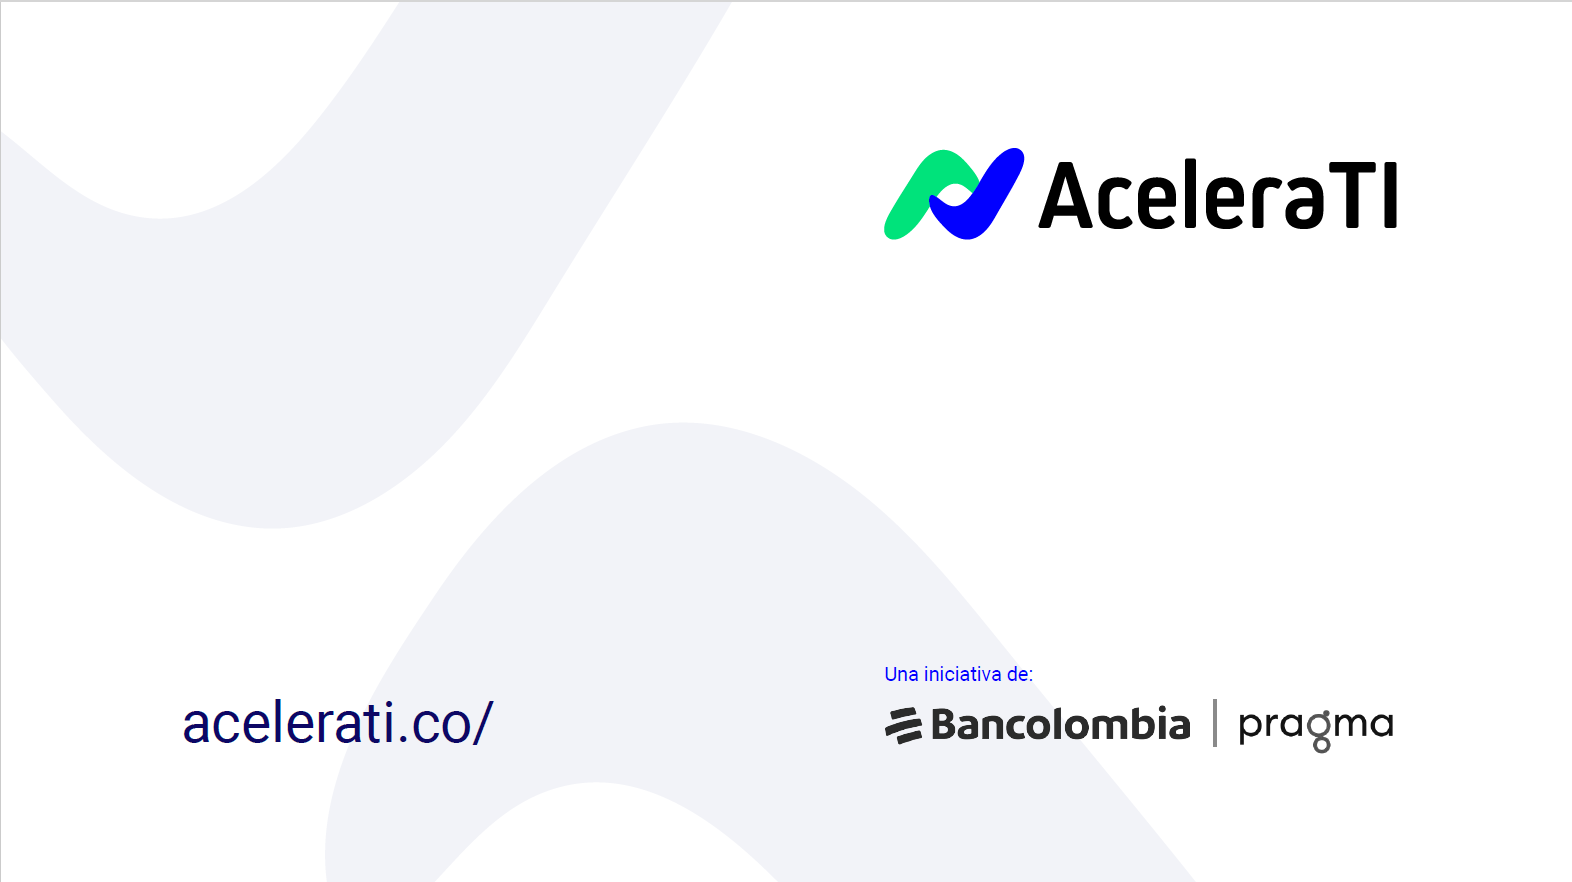 AceleraTI
Una iniciativa de:
acelerati.co/
Bancolombia | pragma